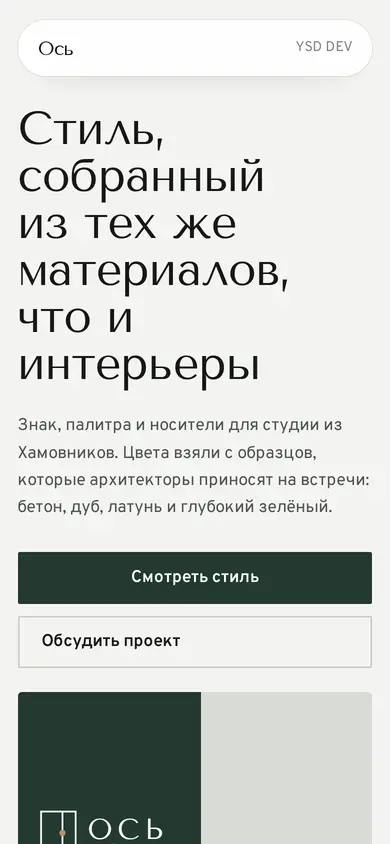 Ось
YSD DEV
Стиль,
собранный
из тех же
материалов,
что и
интерьеры
Знак, палитра и носители для студии из
Хамовников. Цвета взяли с образцов,
которые архитекторы приносят на встречи:
бетон, дуб, латунь и глубокий зелёный.
Смотреть стиль
Обсудить проект
ОСЬ